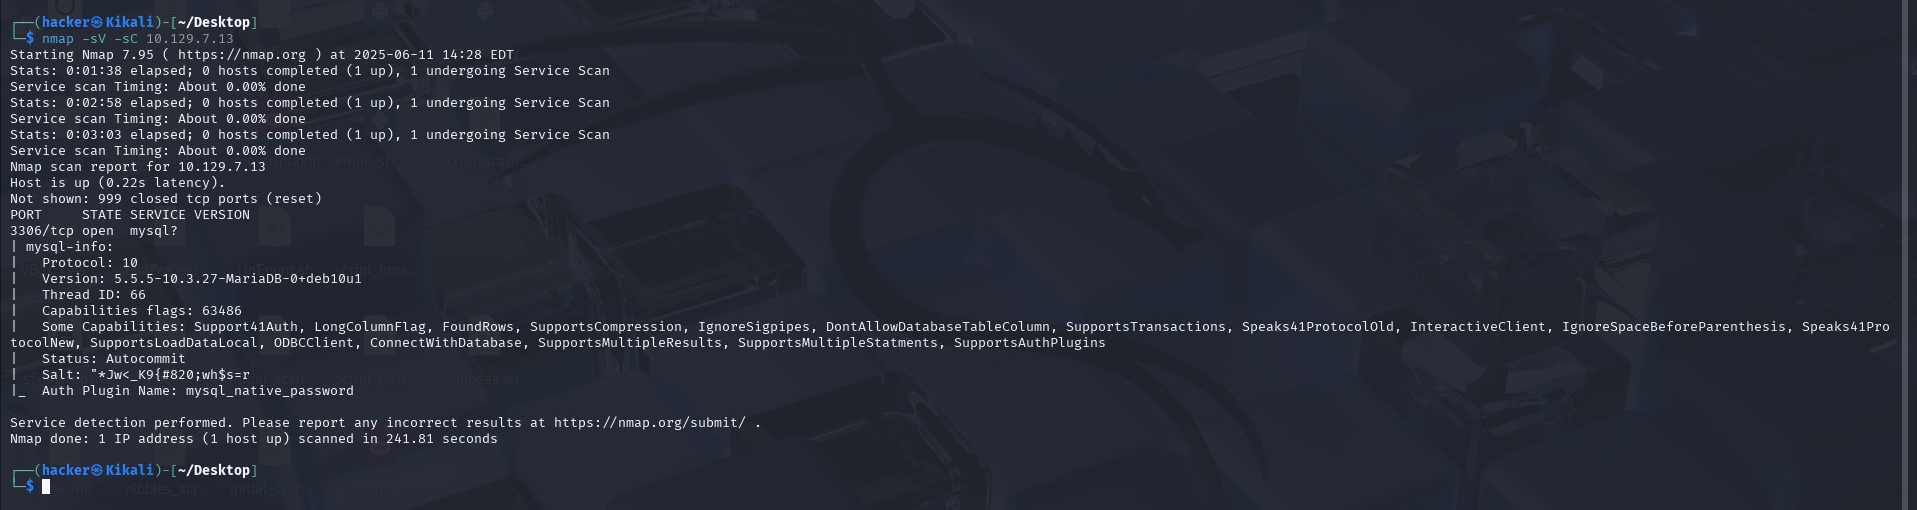 ┌──(hacker㉿Kikali)-[~/Desktop]
└─$ nmap -sV -sC 10.129.7.13
Starting Nmap 7.95 ( https://nmap.org ) at 2025-06-11 14:28 EDT
Stats: 0:01:38 elapsed; 0 hosts completed (1 up), 1 undergoing Service Scan
Service scan Timing: About 0.00% done
Stats: 0:02:58 elapsed; 0 hosts completed (1 up), 1 undergoing Service Scan
Service scan Timing: About 0.00% done
Stats: 0:03:03 elapsed; 0 hosts completed (1 up), 1 undergoing Service Scan
Service scan Timing: About 0.00% done
Nmap scan report for 10.129.7.13
Host is up (0.22s latency).
Not shown: 999 closed tcp ports (reset)
PORT     STATE SERVICE VERSION
3306/tcp open  mysql?
| mysql-info:
|   Protocol: 10
|   Version: 5.5.5-10.3.27-MariaDB-0+deb10u1
|   Thread ID: 66
|   Capabilities flags: 63486
|   Some Capabilities: Support41Auth, LongColumnFlag, FoundRows, SupportsCompression, IgnoreSigpipes, DontAllowDatabaseTableColumn, SupportsTransactions, Speaks41ProtocolOld, InteractiveClient, IgnoreSpaceBeforeParenthesis, Speaks41Pro
tocolNew, SupportsLoadDataLocal, ODBCClient, ConnectWithDatabase, SupportsMultipleResults, SupportsMultipleStatments, SupportsAuthPlugins
|   Status: Autocommit
|   Salt: "*Jw<_K9{#820;wh$s=r
|_  Auth Plugin Name: mysql_native_password
Service detection performed. Please report any incorrect results at https://nmap.org/submit/ .
Nmap done: 1 IP address (1 host up) scanned in 241.81 seconds
┌──(hacker㉿Kikali)-[~/Desktop]
└─$